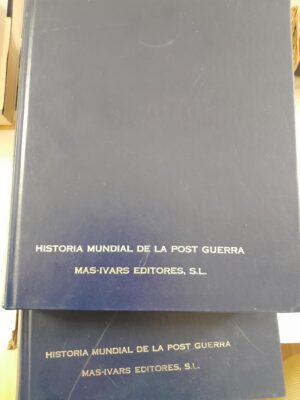 HISTORIA MUNDIAL DE LA POST GUERRA
MAS-IVARS EDITORES, S.L.
HISTORIA MUNDIAL DE LA POST GUERRA
MAS-IVARS EDITORES, S.L.